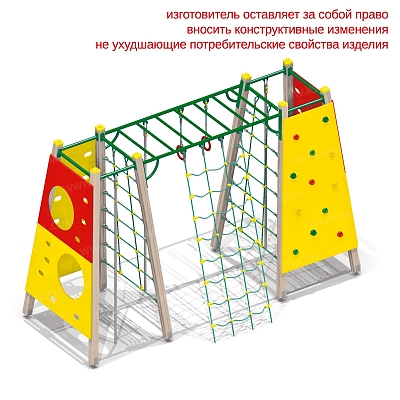 изготовитель оставляет за собой право
вносить конструктивные изменения
не ухудшающие потребительские свойства изделия